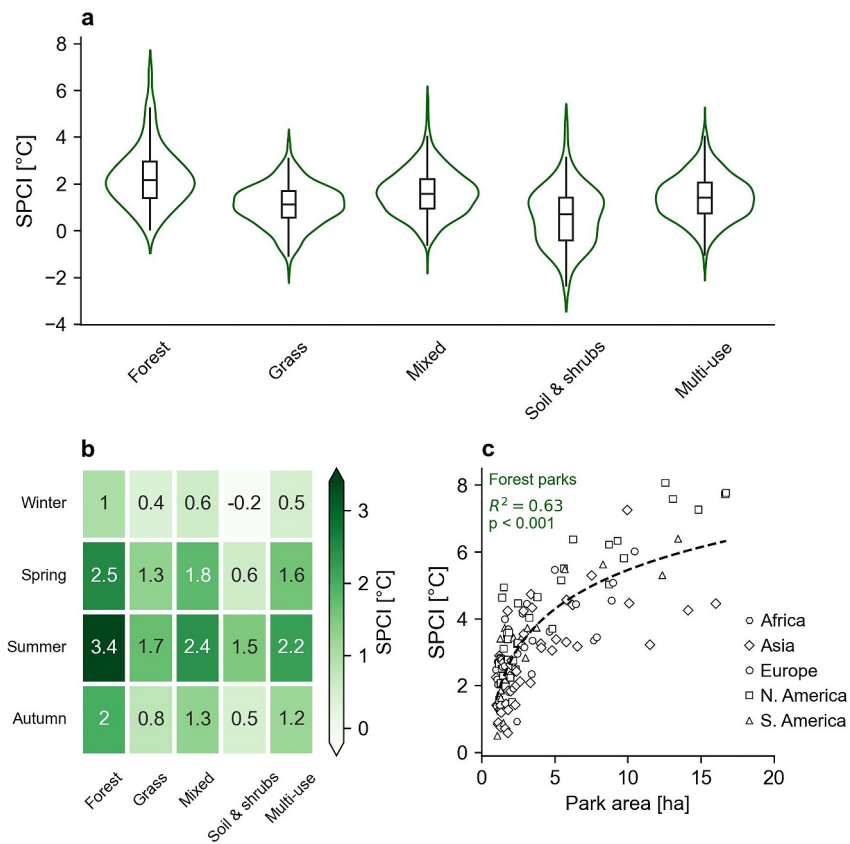 a
SPCI [°C]
8
6
4
2
0
−2
−4
Forest
Grass
Mixed
Soil & shrubs
Multi-use
b
Winter 1 0.4 0.6 -0.2 0.5
Spring 2.5 1.3 1.8 0.6 1.6
Summer 3.4 1.7 2.4 1.5 2.2
Autumn 2 0.8 1.3 0.5 1.2
Forest
Grass
Mixed
Soil & shrubs
Multi-use
3
2
1
0
SPCI [°C]
c
SPCI [°C]
8
6
4
2
0
Forest parks
R² = 0.63
p < 0.001
Africa
Asia
Europe
N. America
S. America
0 5 10 15 20
Park area [ha]